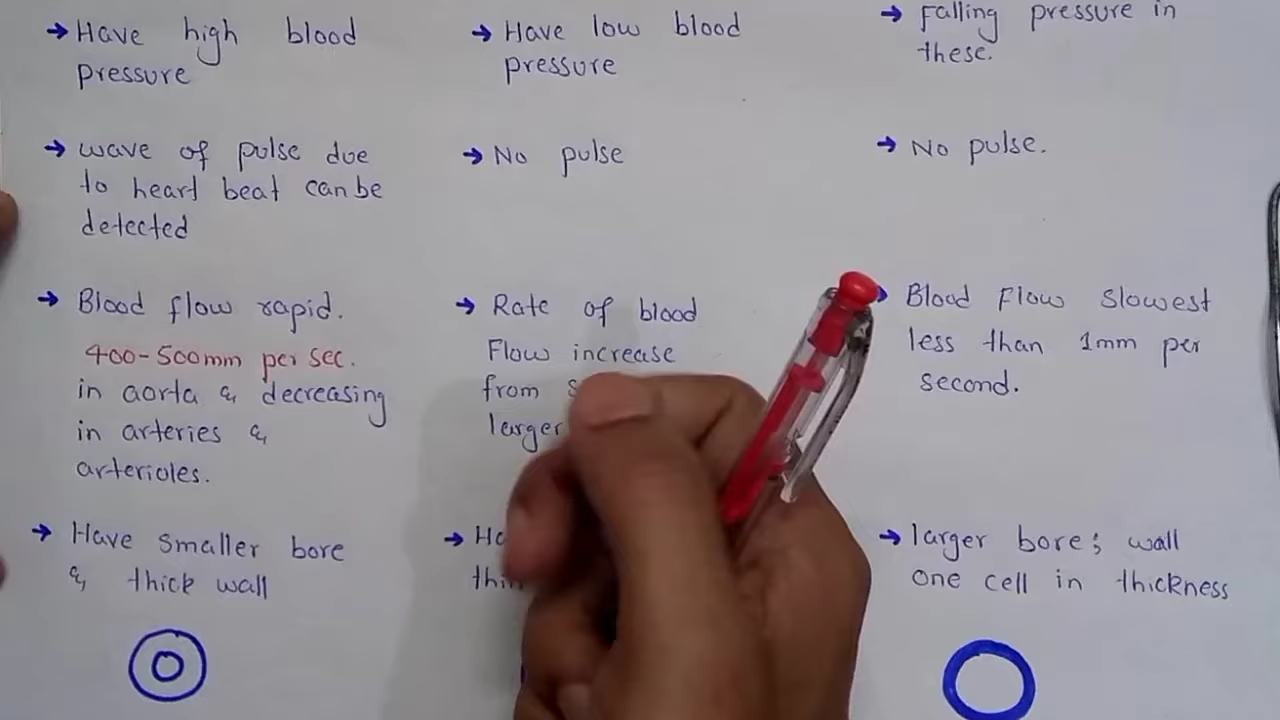 → Have high blood
pressure
→ wave of pulse due
to heart beat can be
detected
→ Blood flow rapid.
400-500mm per sec.
in aorta & decreasing
in arteries &
arterioles.
→ Have smaller bore
& thick wall
→ Have low blood
pressure
→ No pulse
→ Rate of blood
Flow increase
from
larger
→
→ Falling pressure in
these.
→ No pulse.
Blood Flow slowest
less than 1mm per
second.
→ larger bore; wall
one cell in thickness